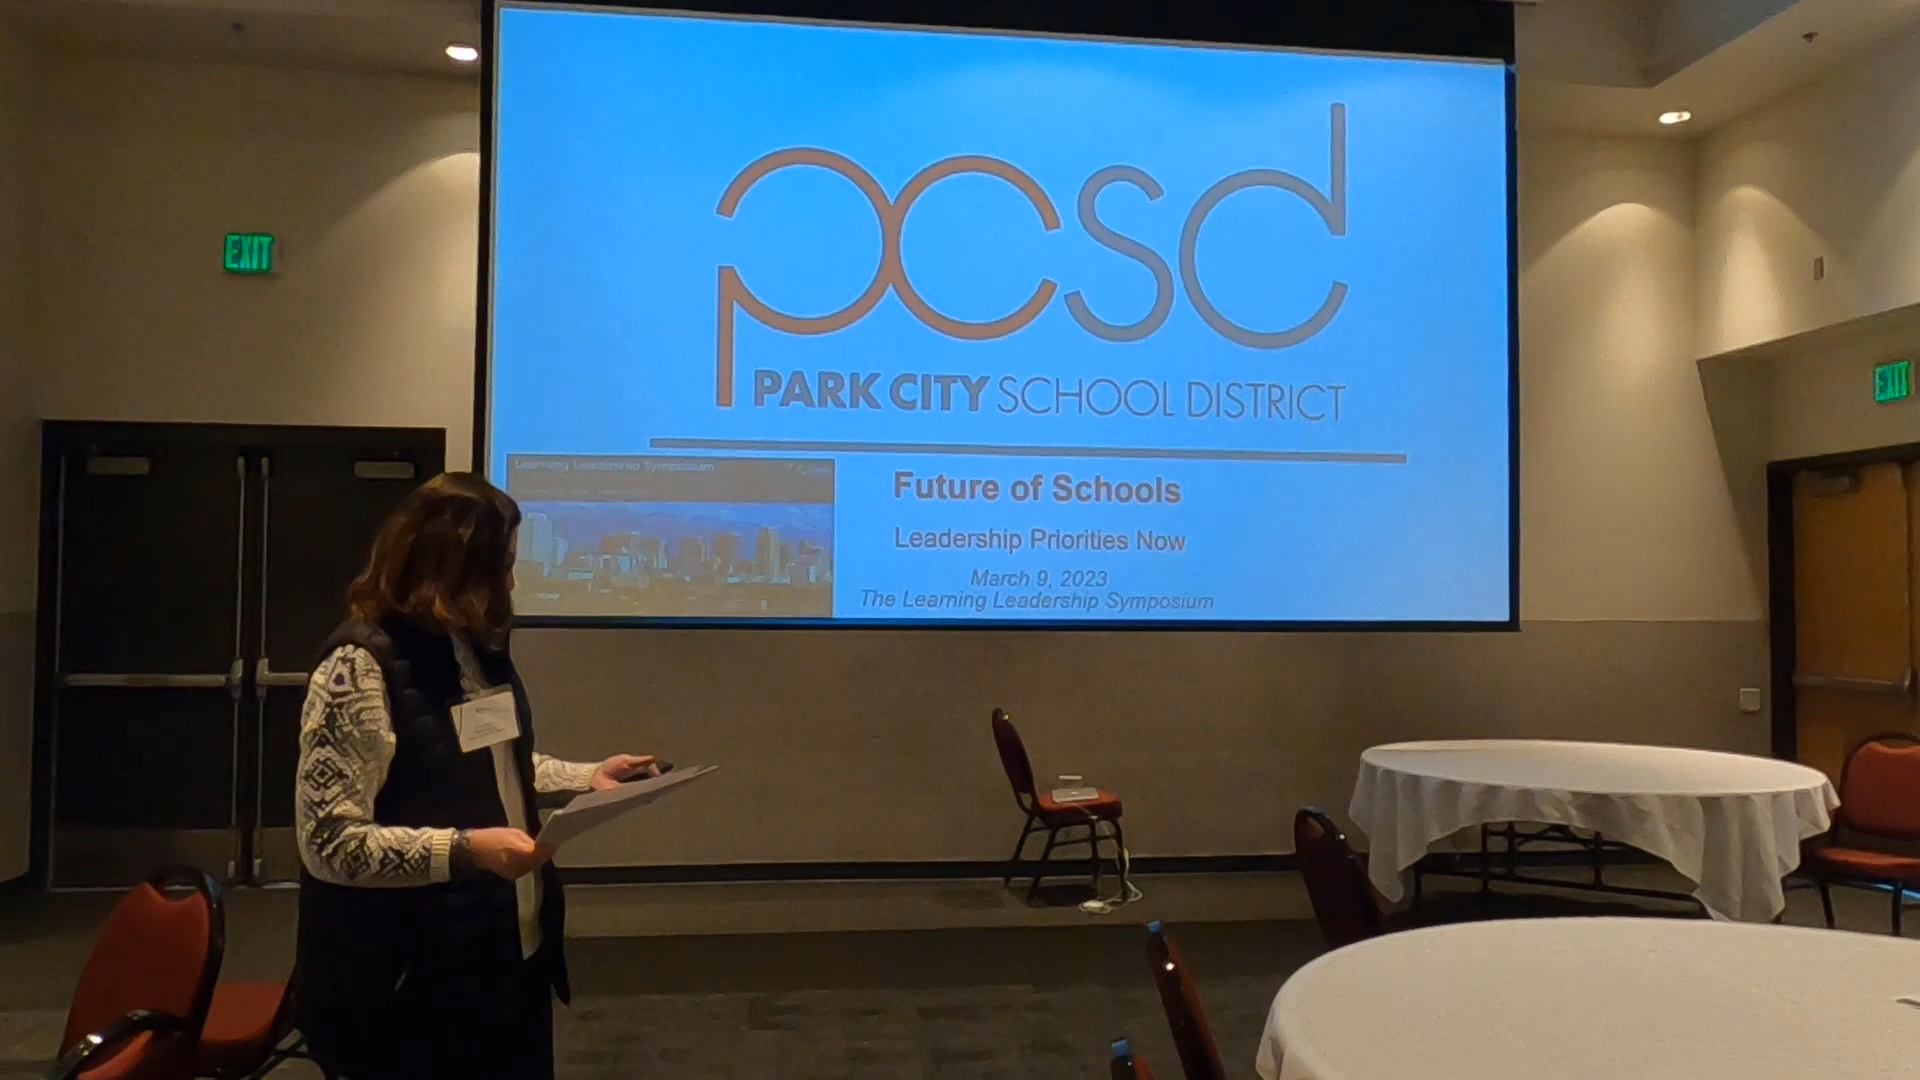 EXIT
pcsd
PARK CITY SCHOOL DISTRICT
Learning Leadership Symposium
Future of Schools
Leadership Priorities Now
March 9, 2023
The Learning Leadership Symposium
EXIT